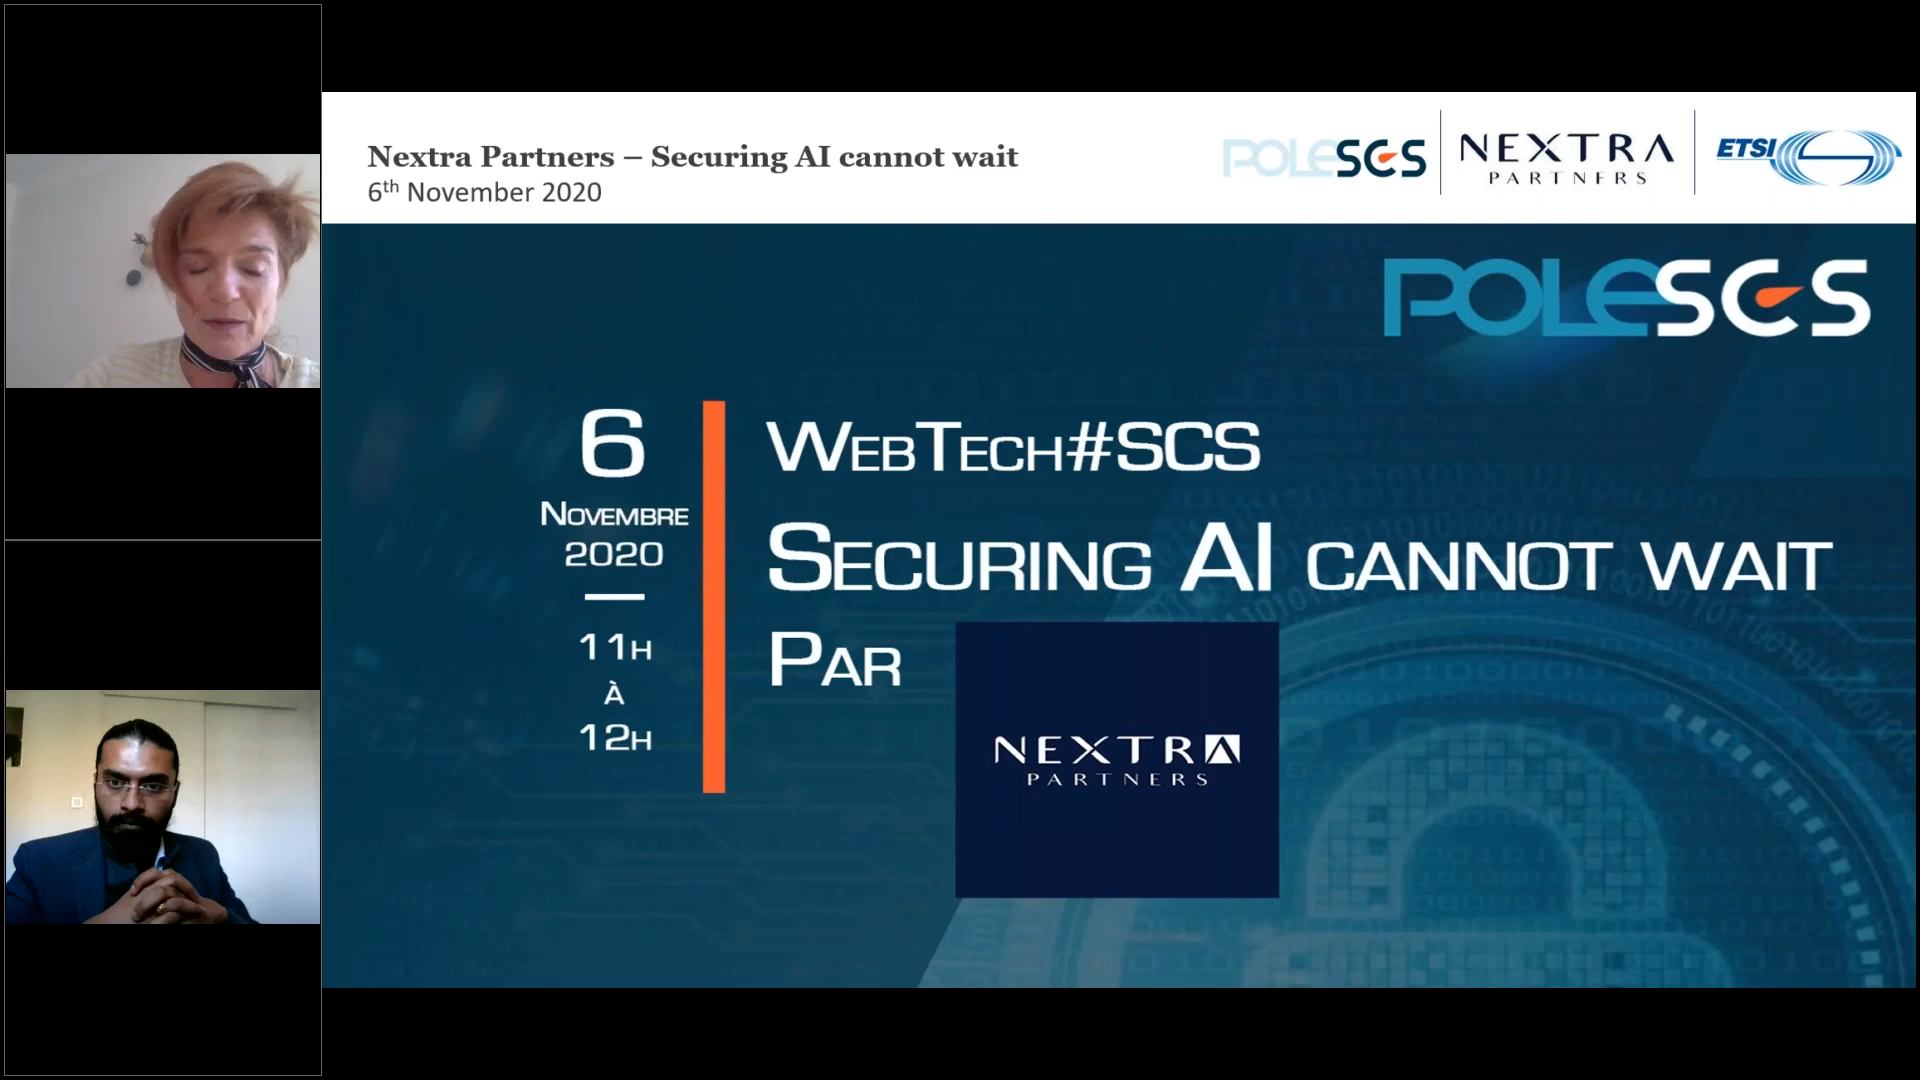 Nextra Partners – Securing AI cannot wait
6th November 2020
POLESCS
NEXTRA
PARTNERS
ETSI
POLESCS
6
NOVEMBRE
2020
11H
À
12H
WEBTECH#SCS
SECURING AI CANNOT WAIT
PAR
NEXTRA
PARTNERS